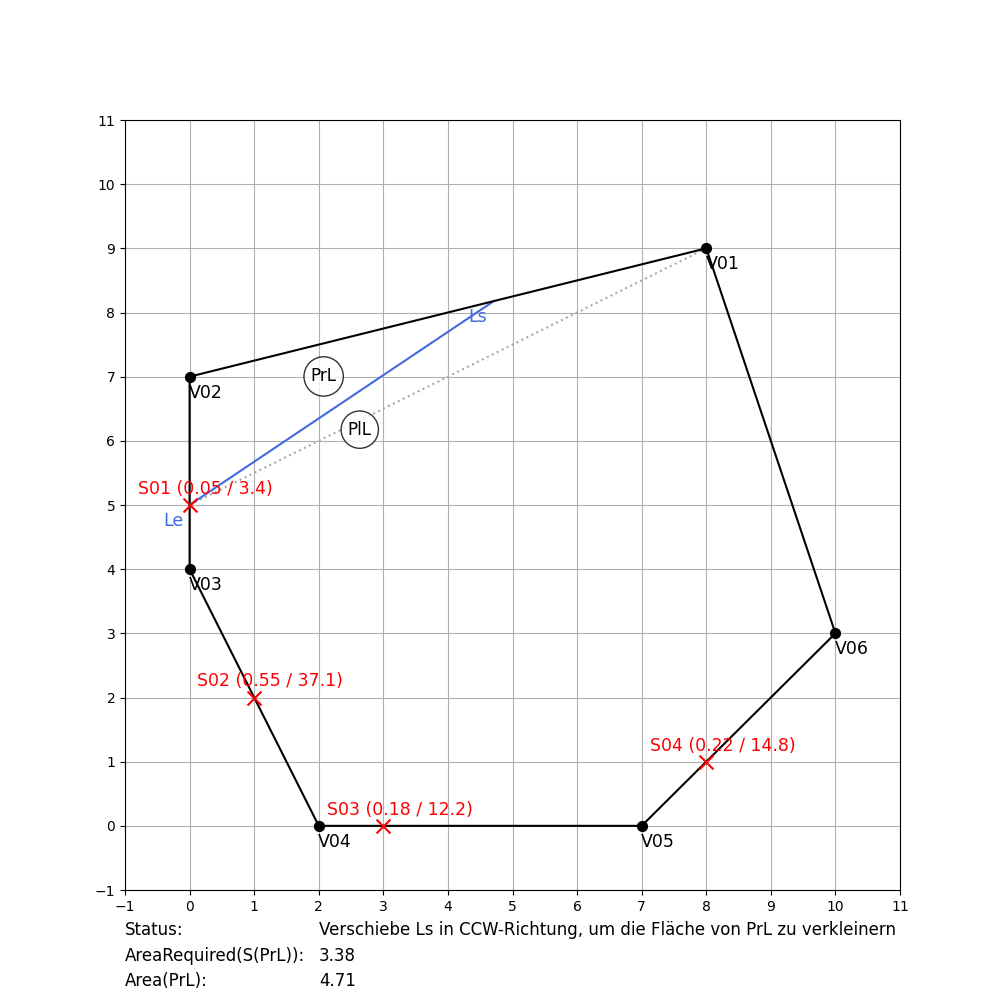 11
10
9
V01
8
Ls
7
PrL
V02
6
PlL
S01 (0.05 / 3.4)
5
Le
4
V03
3
V06
S02 (0.55 / 37.1)
2
S04 (0.22 / 14.8)
1
S03 (0.18 / 12.2)
0
V04
V05
−1
−1 0 1 2 3 4 5 6 7 8 9 10 11
Status: Verschiebe Ls in CCW-Richtung, um die Fläche von PrL zu verkleinern
AreaRequired(S(PrL)): 3.38
Area(PrL): 4.71